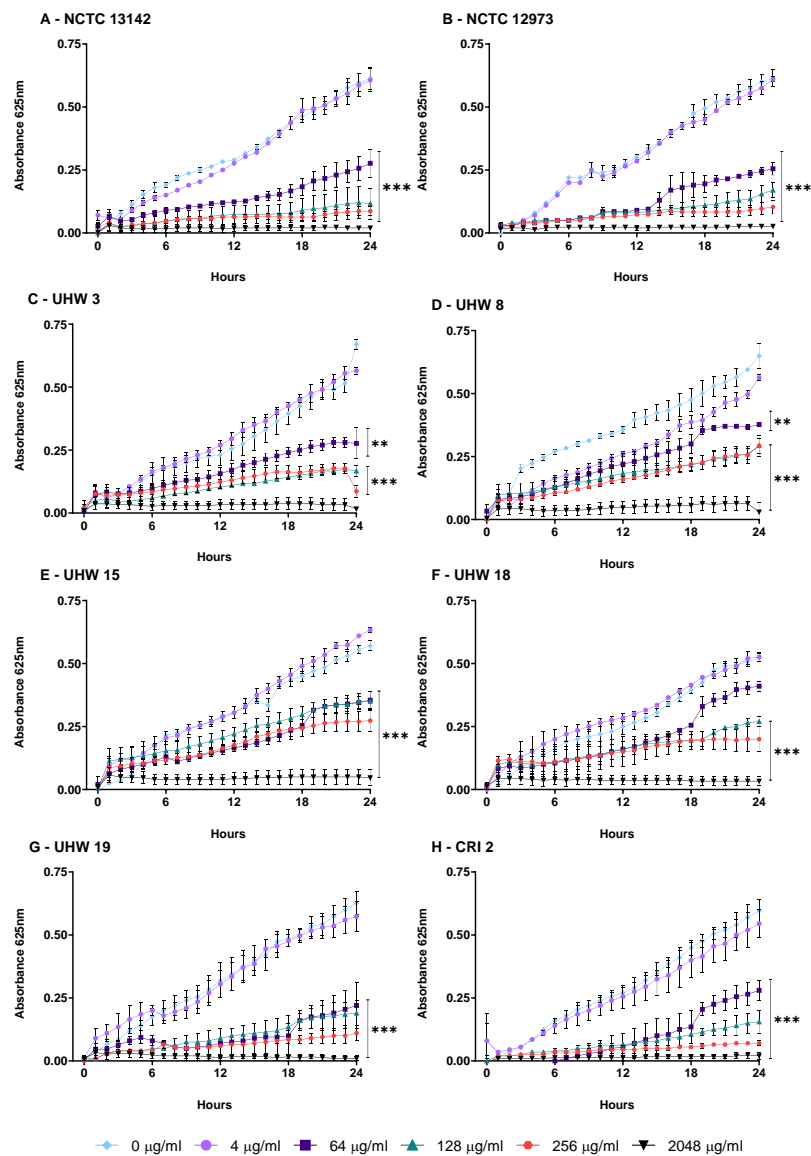 A - NCTC 13142
B - NCTC 12973
0.75
0.50
0.25
0.00
Absorbance 625nm
0 6 12 18 24
Hours
***
0.75
0.50
0.25
0.00
Absorbance 625nm
0 6 12 18 24
Hours
***
C - UHW 3
D - UHW 8
0.75
0.50
0.25
0.00
Absorbance 625nm
0 6 12 18 24
Hours
**
***
0.75
0.50
0.25
0.00
Absorbance 625nm
0 6 12 18 24
Hours
**
***
E - UHW 15
F - UHW 18
0.75
0.50
0.25
0.00
Absorbance 625nm
0 6 12 18 24
Hours
***
0.75
0.50
0.25
0.00
Absorbance 625nm
0 6 12 18 24
Hours
***
G - UHW 19
H - CRI 2
0.75
0.50
0.25
0.00
Absorbance 625nm
0 6 12 18 24
Hours
***
0.75
0.50
0.25
0.00
Absorbance 625nm
0 6 12 18 24
Hours
***
0 µg/ml 4 µg/ml 64 µg/ml 128 µg/ml 256 µg/ml 2048 µg/ml